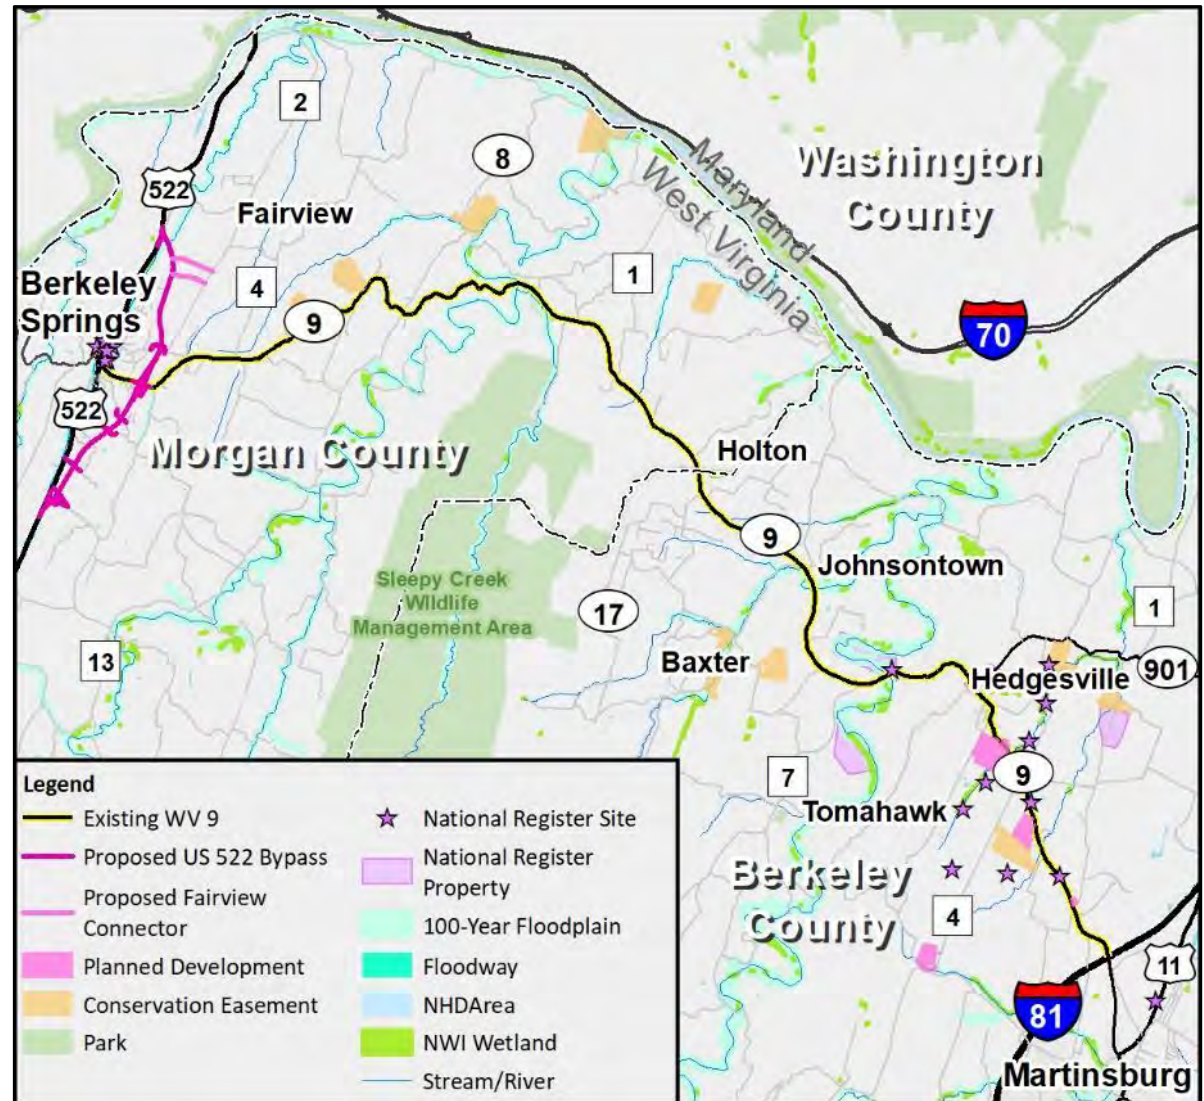 2
8
Washington
County
Maryland
West Virginia
522
Fairview
Berkeley
Springs
4
1
9
70
522
Morgan County
Holton
9
Johnsontown
Sleepy Creek
Wildlife
Management Area
17
1
13
Baxter
Hedgesville
901
7
9
Tomahawk
Berkeley
County
4
11
81
Martinsburg
Legend
Existing WV 9
Proposed US 522 Bypass
Proposed Fairview
Connector
Planned Development
Conservation Easement
Park
National Register Site
National Register
Property
100-Year Floodplain
Floodway
NHDArea
NWI Wetland
Stream/River